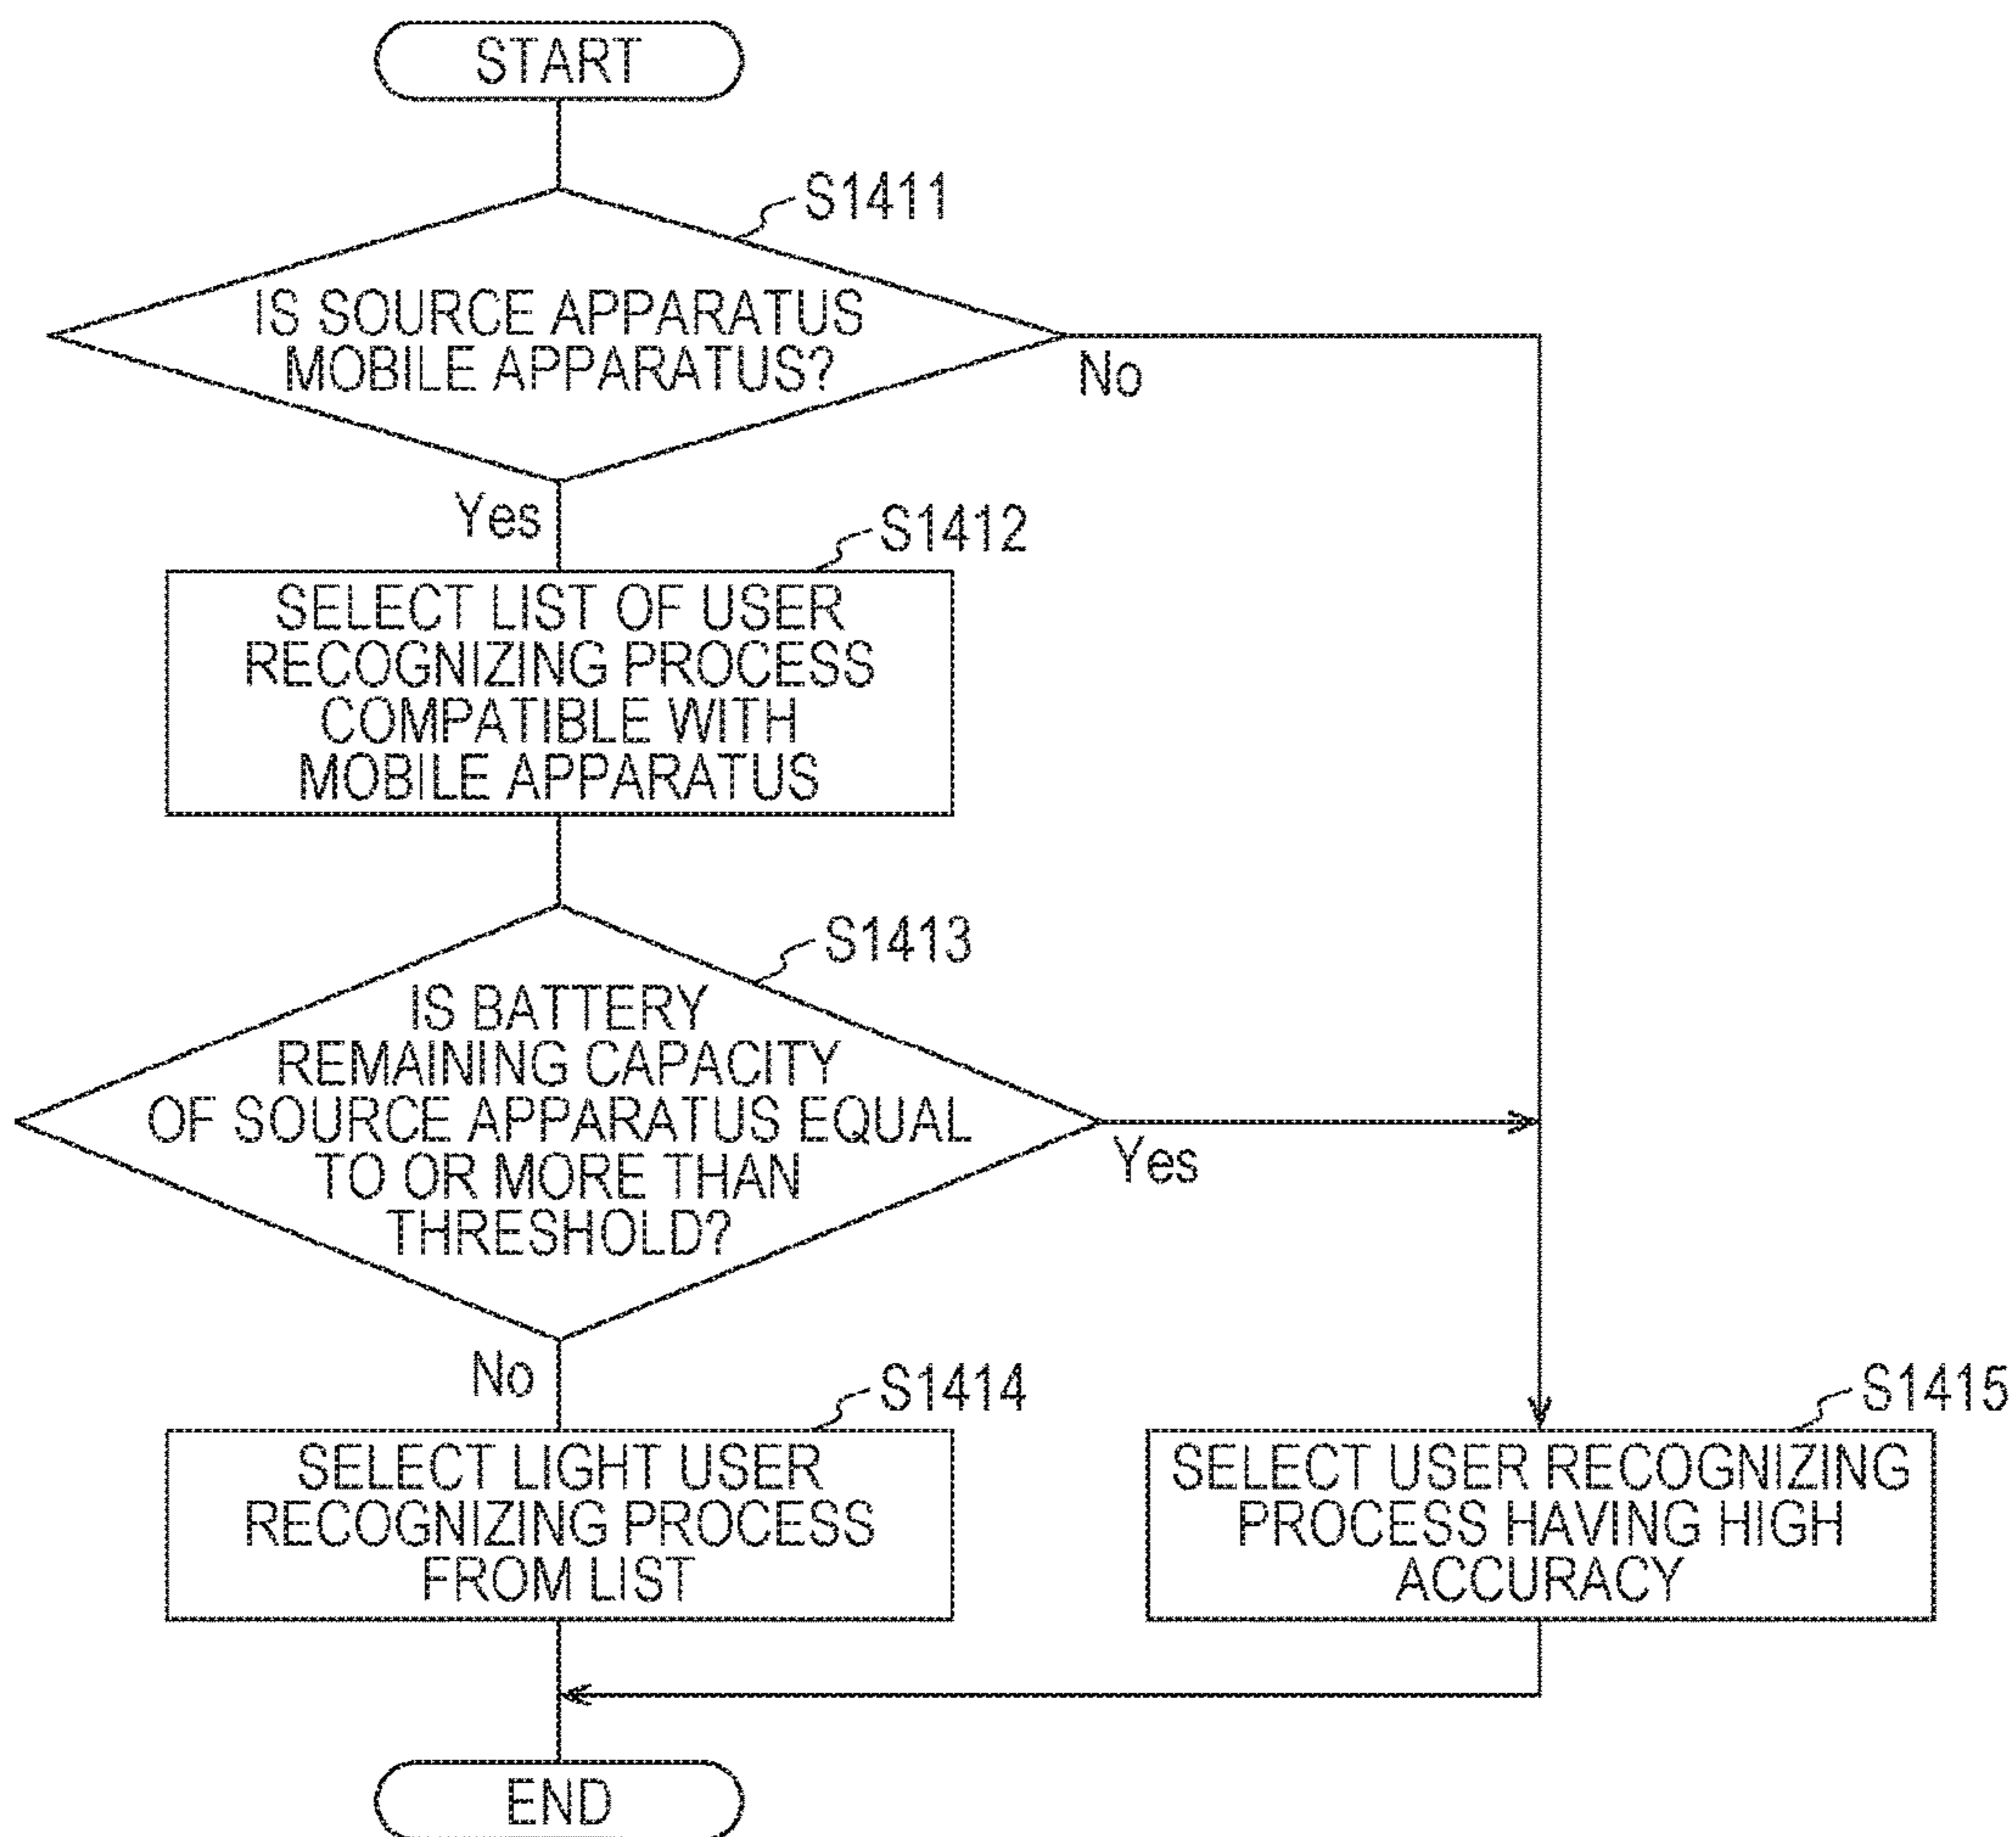 START
S1411
IS SOURCE APPARATUS
MOBILE APPARATUS?
No
Yes
S1412
SELECT LIST OF USER
RECOGNIZING PROCESS
COMPATIBLE WITH
MOBILE APPARATUS
S1413
IS BATTERY
REMAINING CAPACITY
OF SOURCE APPARATUS EQUAL
TO OR MORE THAN
THRESHOLD?
Yes
No
S1414
SELECT LIGHT USER
RECOGNIZING PROCESS
FROM LIST
S1415
SELECT USER RECOGNIZING
PROCESS HAVING HIGH
ACCURACY
END